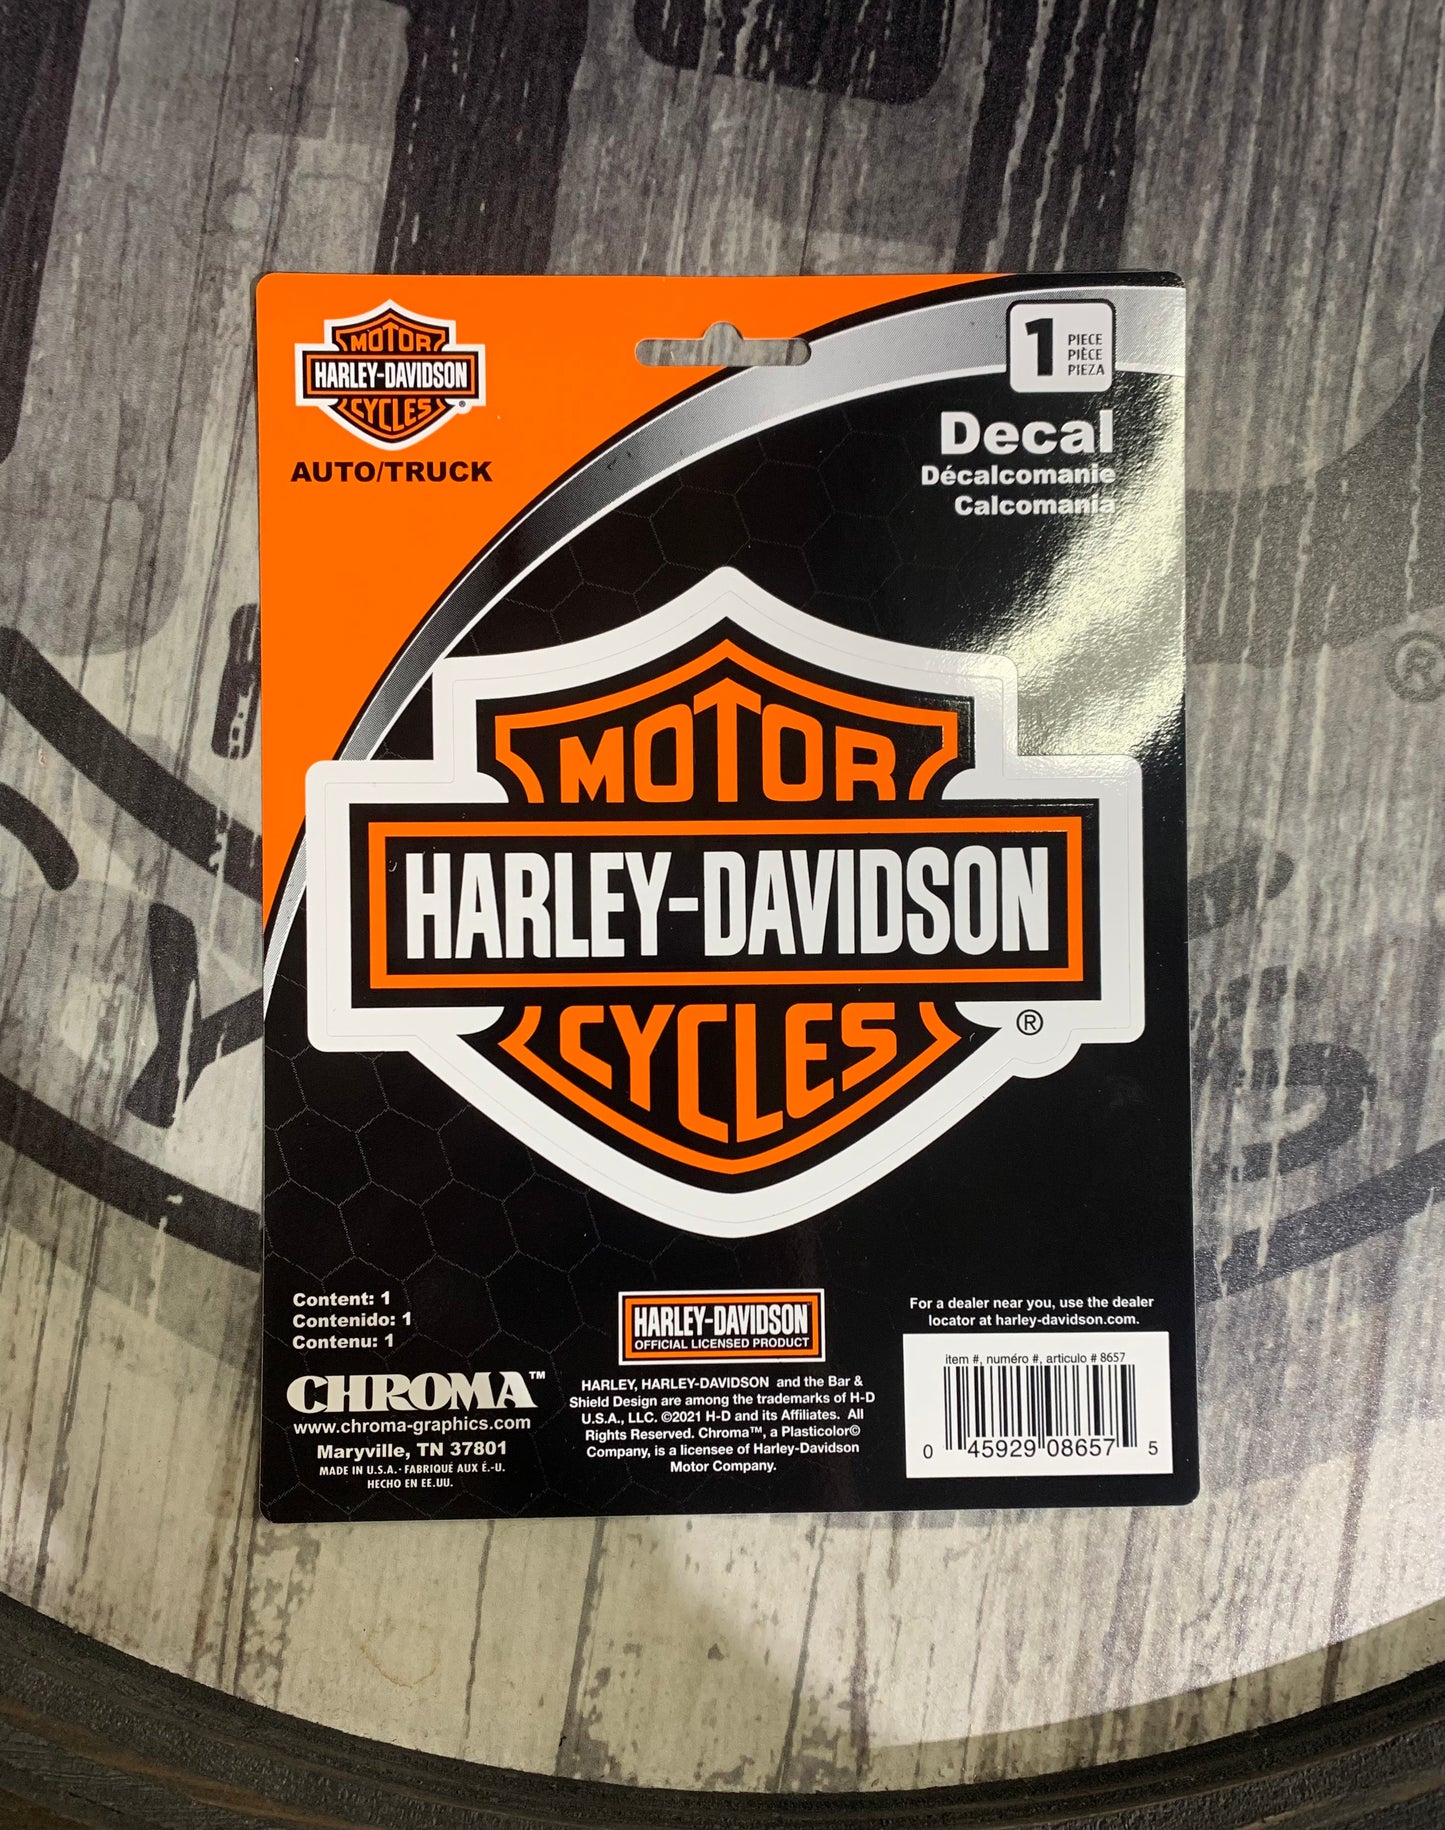 MOTOR
HARLEY-DAVIDSON
CYCLES
®
AUTO/TRUCK
1
PIECE
PIÈCE
PIEZA
Decal
Décalcomanie
Calcomania
MOTOR
HARLEY-DAVIDSON
CYCLES
®
®
Content: 1
Contenido: 1
Contenu: 1
CHROMA™
www.chroma-graphics.com
Maryville, TN 37801
MADE IN U.S.A. · FABRIQUÉ AUX É.-U.
HECHO EN EE.UU.
HARLEY-DAVIDSON
OFFICIAL LICENSED PRODUCT
HARLEY, HARLEY-DAVIDSON and the Bar &
Shield Design are among the trademarks of H-D
U.S.A., LLC. ©2021 H-D and its Affiliates. All
Rights Reserved. Chroma™, a Plasticolor©
Company, is a licensee of Harley-Davidson
Motor Company.
For a dealer near you, use the dealer
locator at harley-davidson.com.
item #, numéro #, articulo # 8657
0 45929 08657 5